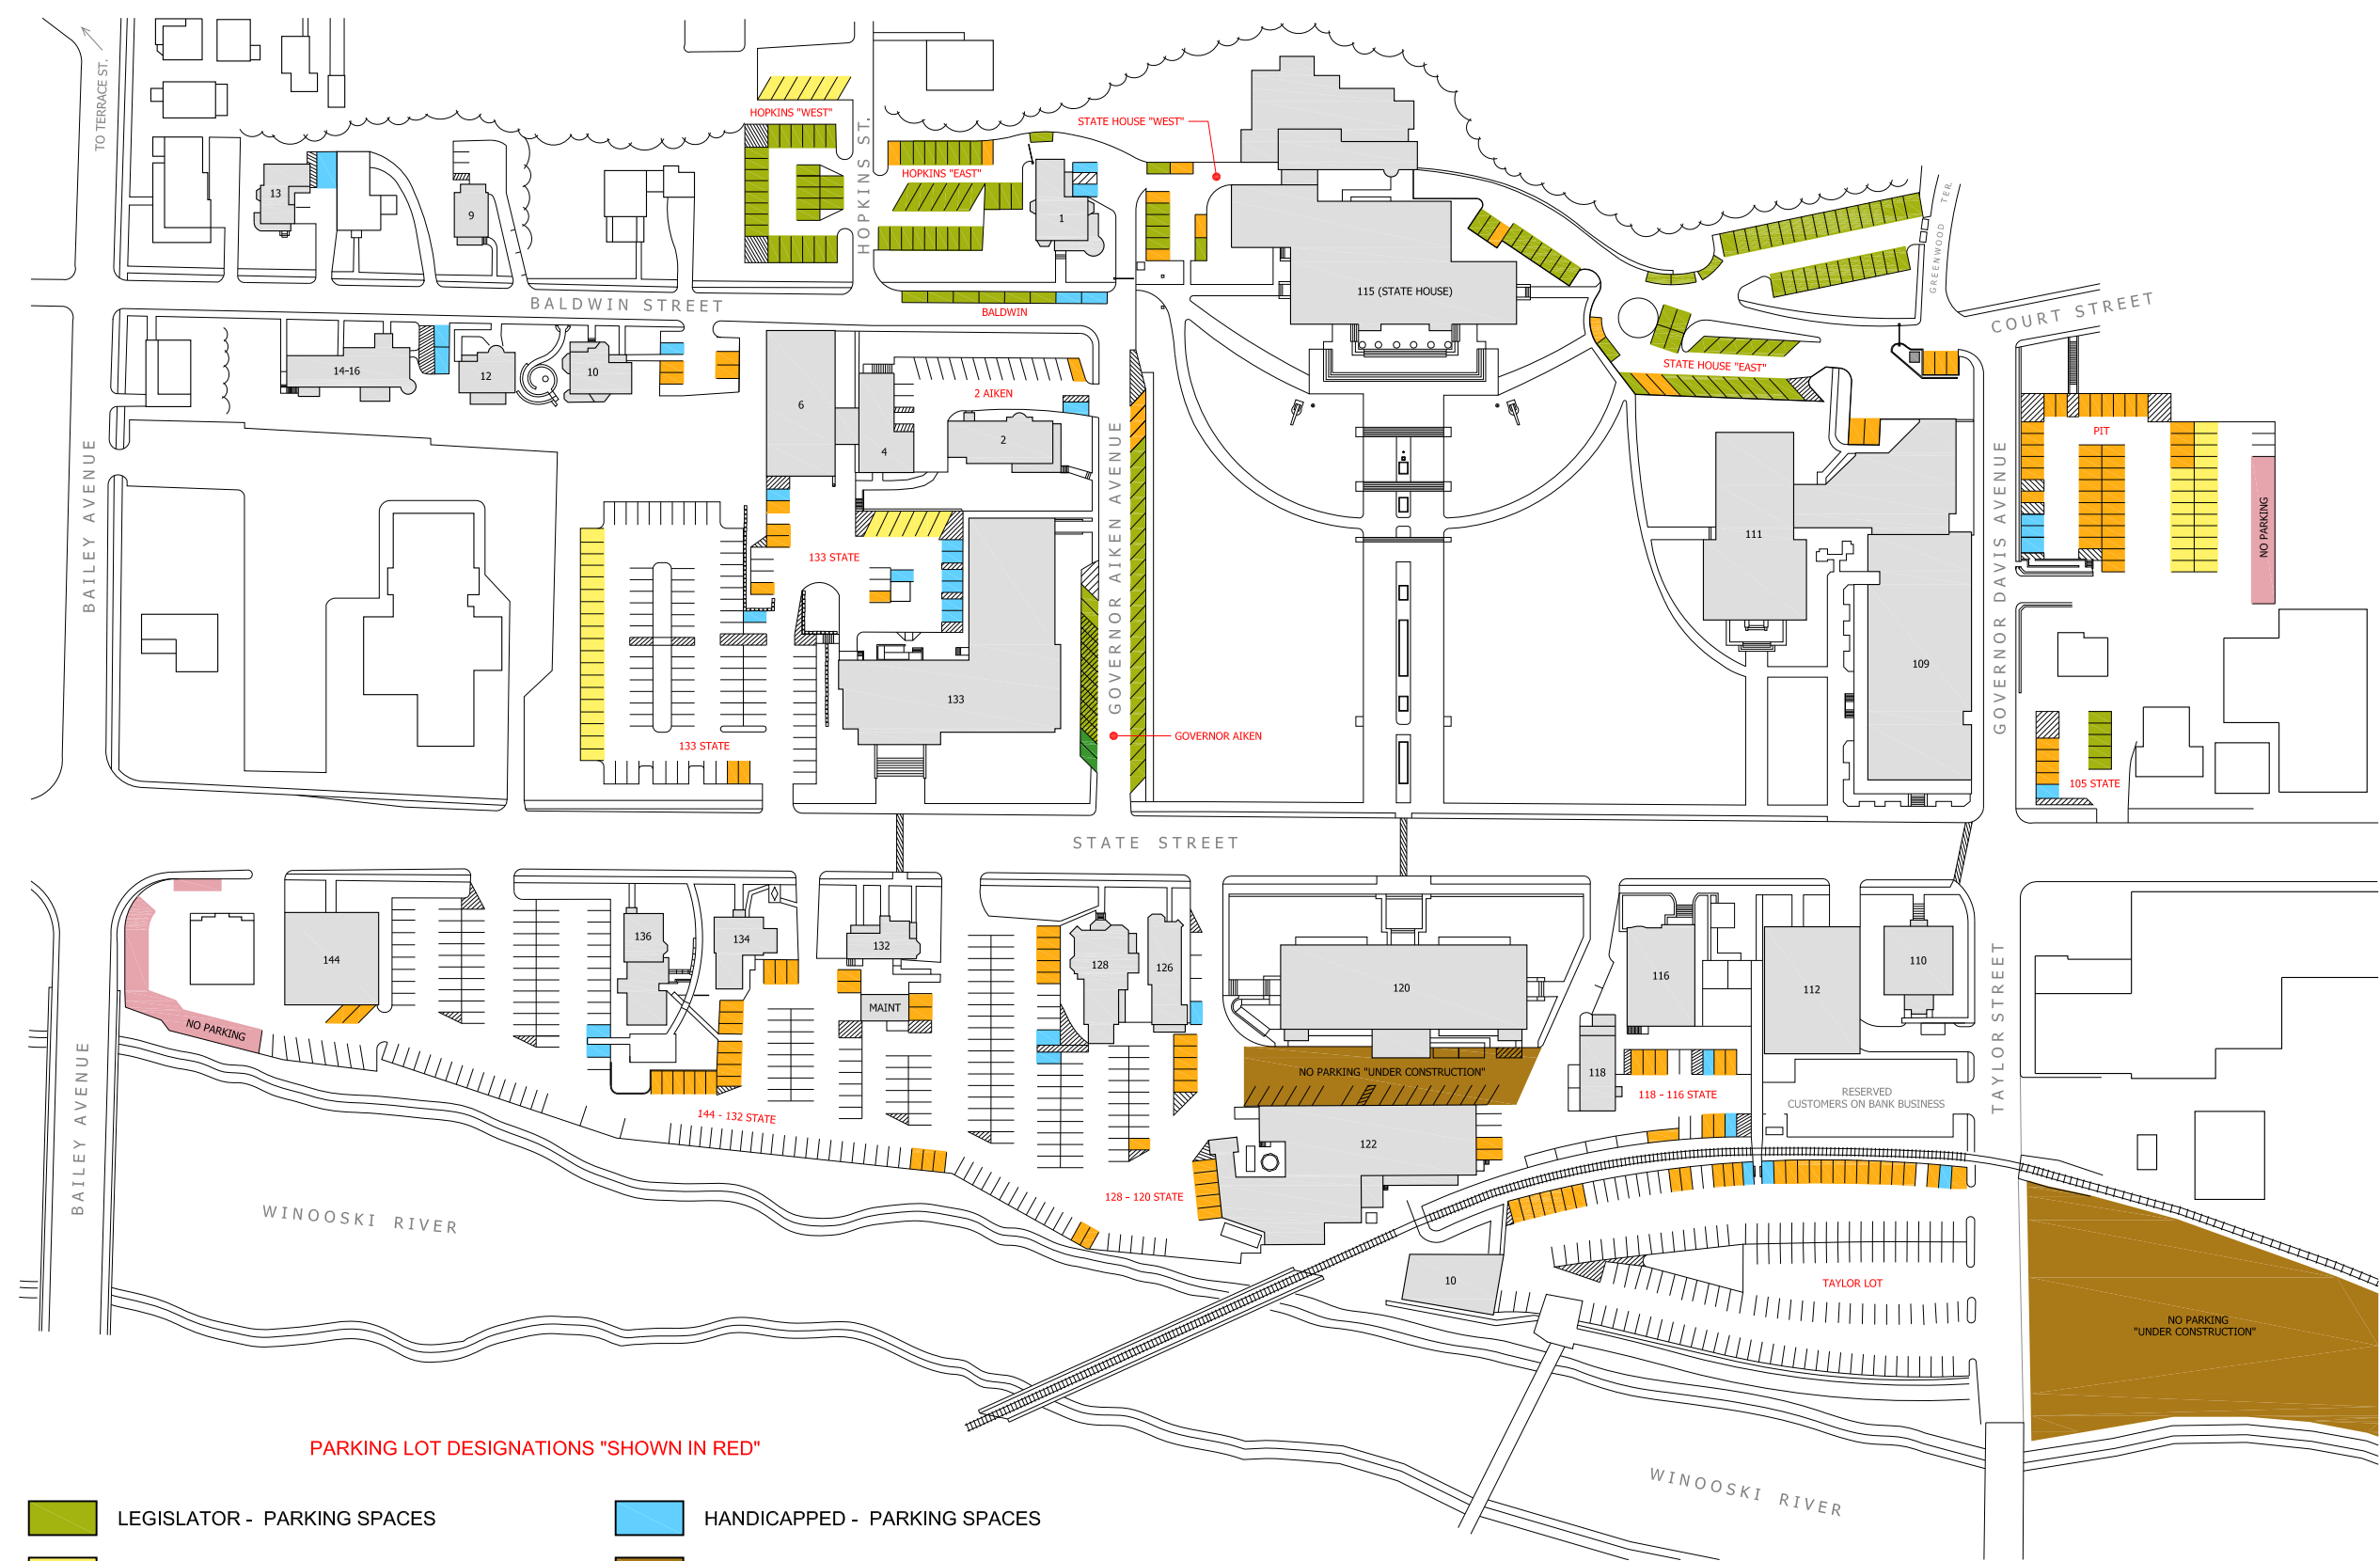 TO TERRACE ST.
HOPKINS "WEST"
HOPKINS ST.
HOPKINS "EAST"
STATE HOUSE "WEST"
13
9
1
GREENWOOD TER.
115 (STATE HOUSE)
BALDWIN STREET
BALDWIN
COURT STREET
14-16
12
10
6
4
2 AIKEN
2
STATE HOUSE "EAST"
PIT
BAILEY AVENUE
GOVERNOR AIKEN AVENUE
GOVERNOR DAVIS AVENUE
NO PARKING
133 STATE
111
109
133
133 STATE
GOVERNOR AIKEN
105 STATE
STATE STREET
144
136
134
132
MAINT
128
126
120
116
112
110
NO PARKING
BAILEY AVENUE
TAYLOR STREET
NO PARKING "UNDER CONSTRUCTION"
118
118 - 116 STATE
RESERVED
CUSTOMERS ON BANK BUSINESS
144 - 132 STATE
122
128 - 120 STATE
WINOOSKI RIVER
10
TAYLOR LOT
NO PARKING
"UNDER CONSTRUCTION"
PARKING LOT DESIGNATIONS "SHOWN IN RED"
WINOOSKI RIVER
LEGISLATOR - PARKING SPACES
HANDICAPPED - PARKING SPACES